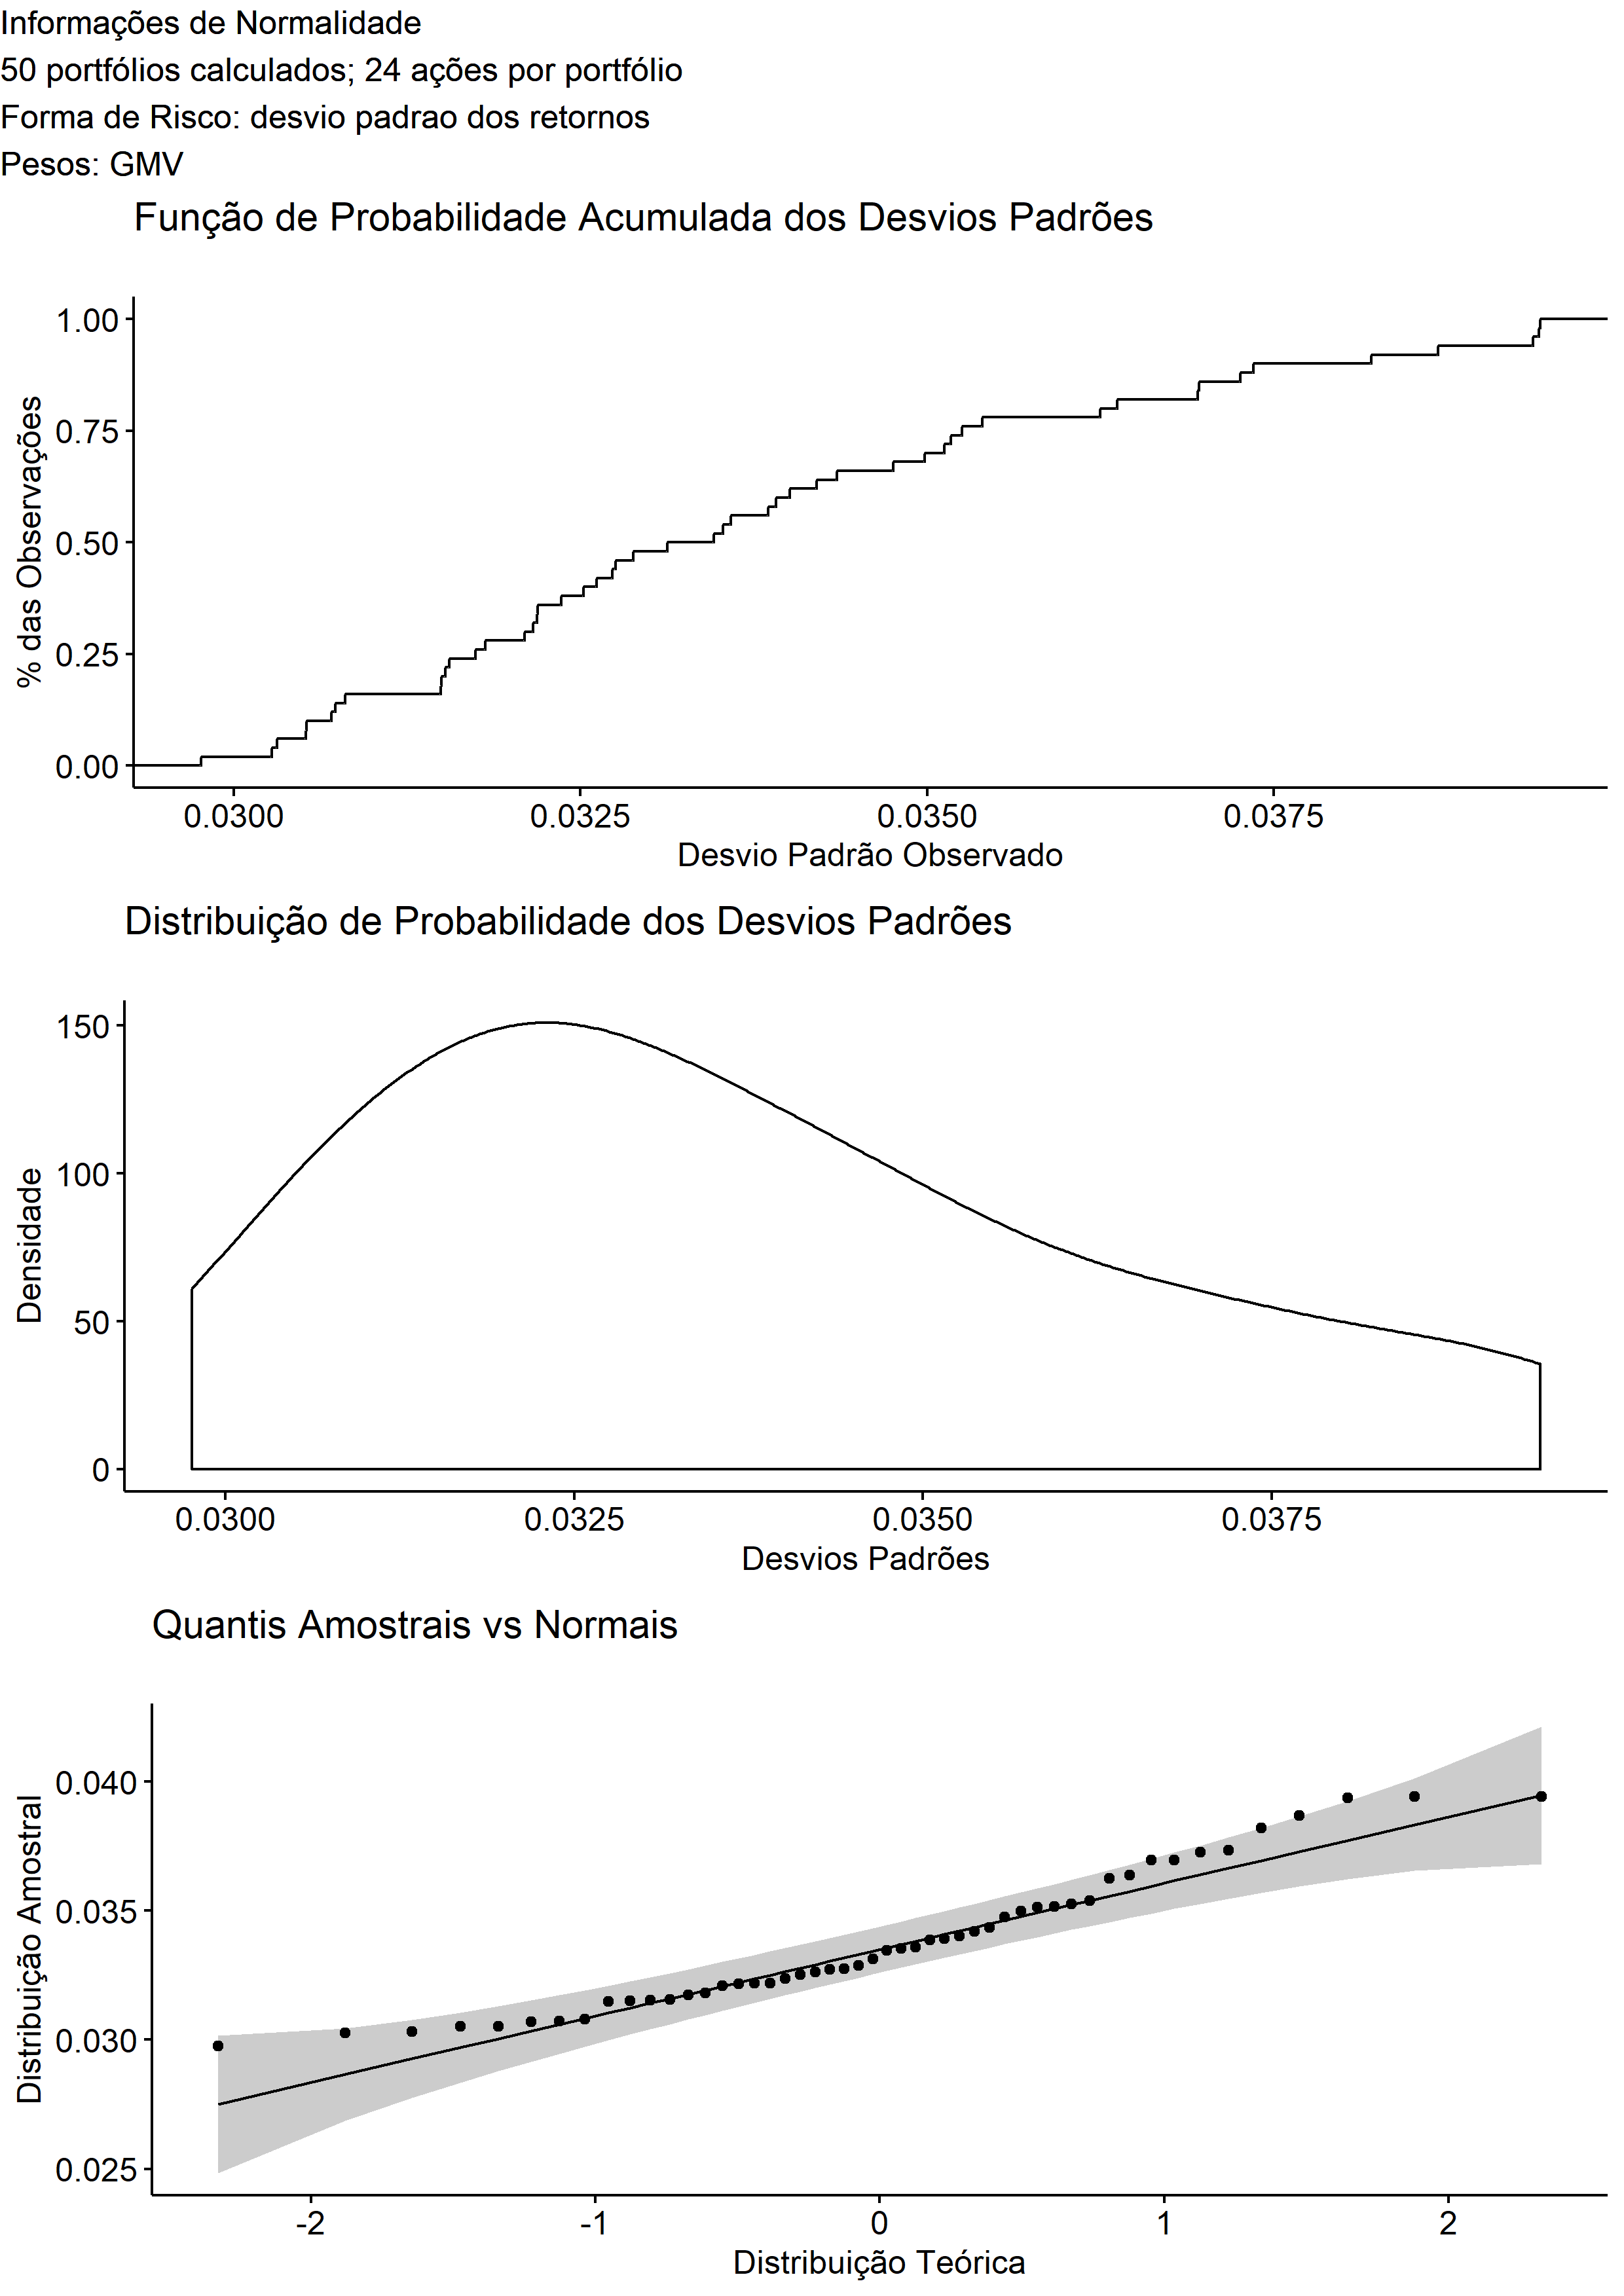 Informações de Normalidade
50 portfólios calculados; 24 ações por portfólio
Forma de Risco: desvio padrao dos retornos
Pesos: GMV
Função de Probabilidade Acumulada dos Desvios Padrões
% das Observações
1.00
0.75
0.50
0.25
0.00
0.0300 0.0325 0.0350 0.0375
Desvio Padrão Observado
Distribuição de Probabilidade dos Desvios Padrões
Densidade
150
100
50
0
0.0300 0.0325 0.0350 0.0375
Desvios Padrões
Quantis Amostrais vs Normais
Distribuição Amostral
0.040
0.035
0.030
0.025
-2 -1 0 1 2
Distribuição Teórica